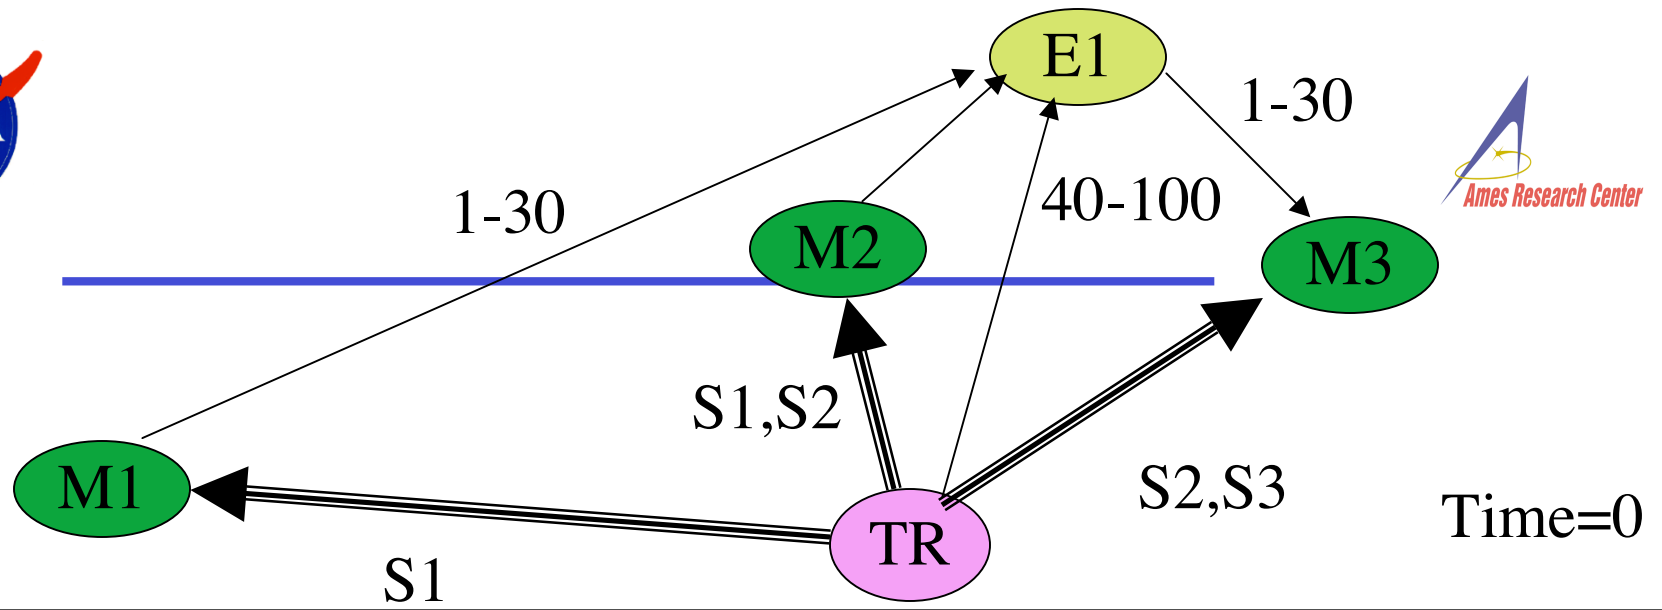 E1
1-30
1-30
40-100
Ames Research Center
M2
M3
S1,S2
M1
S2,S3
Time=0
TR
S1